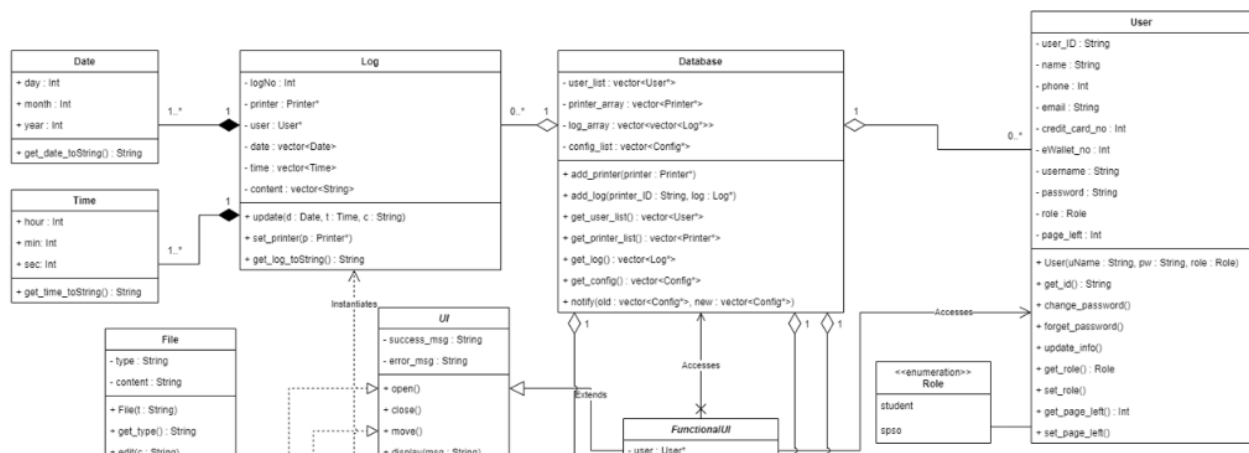 Date
+ day : Int
+ month : Int
+ year : Int
+ get_date_toString() : String
1..*
1
Log
- logNo : Int
- printer : Printer*
- user : User*
- date : vector<Date>
- time : vector<Time>
- content : vector<String>
+ update(d : Date, t : Time, c : String)
+ set_printer(p : Printer*)
+ get_log_toString() : String
0..*
1
Database
- user_list : vector<User*>
- printer_array : vector<Printer*>
- log_array : vector<vector<Log*>>
- config_list : vector<Config*>
+ add_printer(printer : Printer*)
+ add_log(printer_ID : String, log : Log*)
+ get_user_list() : vector<User*>
+ get_printer_list() : vector<Printer*>
+ get_log() : vector<Log*>
+ get_config() : vector<Config*>
+ notify(old : vector<Config*>, new : vector<Config*>)
1
0..*
User
- user_ID : String
- name : String
- phone : Int
- email : String
- credit_card_no : Int
- eWallet_no : Int
- username : String
- password : String
- role : Role
- page_left : Int
+ User(uName : String, pw : String, role : Role)
+ get_id() : String
+ change_password()
+ forget_password()
+ update_info()
+ get_role() : Role
+ set_role()
+ get_page_left() : Int
+ set_page_left()
Time
+ hour : Int
+ min: Int
+ sec: Int
+ get_time_toString() : String
1
1..*
Instantiates
File
- type : String
- content : String
+ File(t : String)
+ get_type() : String
+ edit(c : String)
UI
- success_msg : String
- error_msg : String
+ open()
+ close()
+ move()
+ display(msg : String)
Extends
1
Accesses
1
1
Accesses
FunctionalUI
- user : User*
<<enumeration>>
Role
student
spso